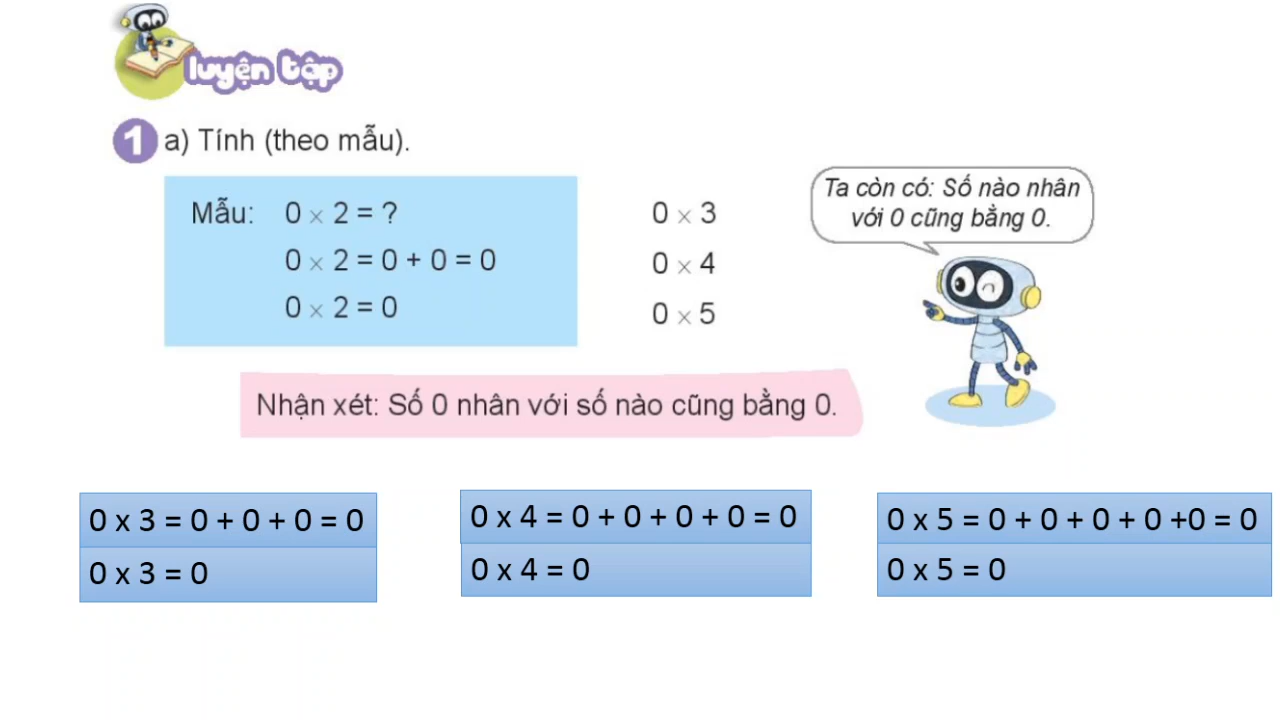 luyện tập
1 a) Tính (theo mẫu).
Mẫu: 0 × 2 = ?
0 × 2 = 0 + 0 = 0
0 × 2 = 0
0 × 3
0 × 4
0 × 5
Ta còn có: Số nào nhân
với 0 cũng bằng 0.
Nhận xét: Số 0 nhân với số nào cũng bằng 0.
0 x 3 = 0 + 0 + 0 = 0
0 x 3 = 0
0 x 4 = 0 + 0 + 0 + 0 = 0
0 x 4 = 0
0 x 5 = 0 + 0 + 0 + 0 +0 = 0
0 x 5 = 0